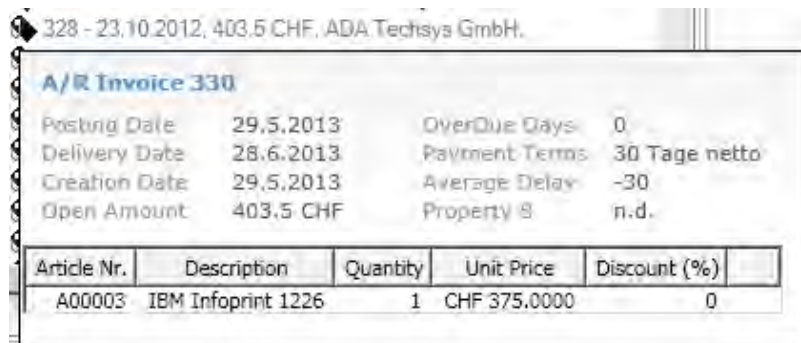 328 - 23.10.2012, 403.5 CHF, ADA Techsys GmbH.
A/R Invoice 330
Posting Date 29.5.2013 OverDue Days 0
Delivery Date 28.6.2013 Payment Terms 30 Tage netto
Creation Date 29.5.2013 Average Delay -30
Open Amount 403.5 CHF Property 8 n.d.
Article Nr. Description Quantity Unit Price Discount (%)
A00003 IBM Infoprint 1226 1 CHF 375.0000 0